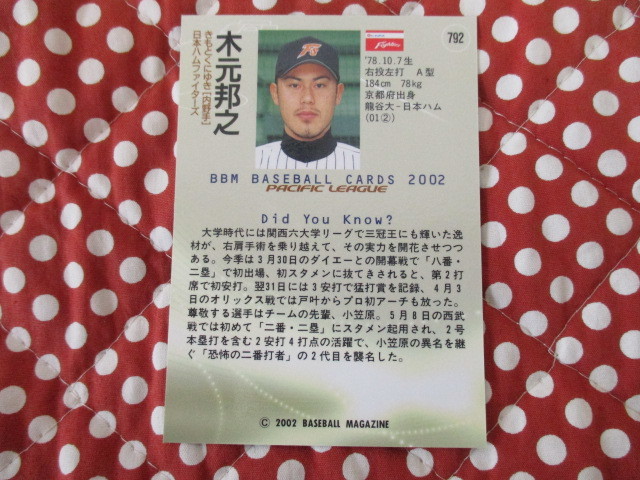 792
木元邦之
きもとくにゆき［内野手］
日本ハムファイターズ
Fighters
'78.10.7生
右投左打 A型
184cm 78kg
京都府出身
龍谷大－日本ハム
(01②)
BBM BASEBALL CARDS 2002
PACIFIC LEAGUE
Did You Know?
大学時代には関西六大学リーグで三冠王にも輝いた逸
材が、右肩手術を乗り越えて、その実力を開花させつつ
ある。今季は３月30日のダイエーとの開幕戦で「八番・
二塁」で初出場、初スタメンに抜てきされると、第２打
席で初安打。翌31日には３安打で猛打賞を記録、４月３
日のオリックス戦では戸叶からプロ初アーチも放った。
尊敬する選手はチームの先輩、小笠原。５月８日の西武
戦では初めて「二番・二塁」にスタメン起用され、２号
本塁打を含む２安打４打点の活躍で、小笠原の異名を継
ぐ「恐怖の二番打者」の２代目を襲名した。
© 2002 BASEBALL MAGAZINE